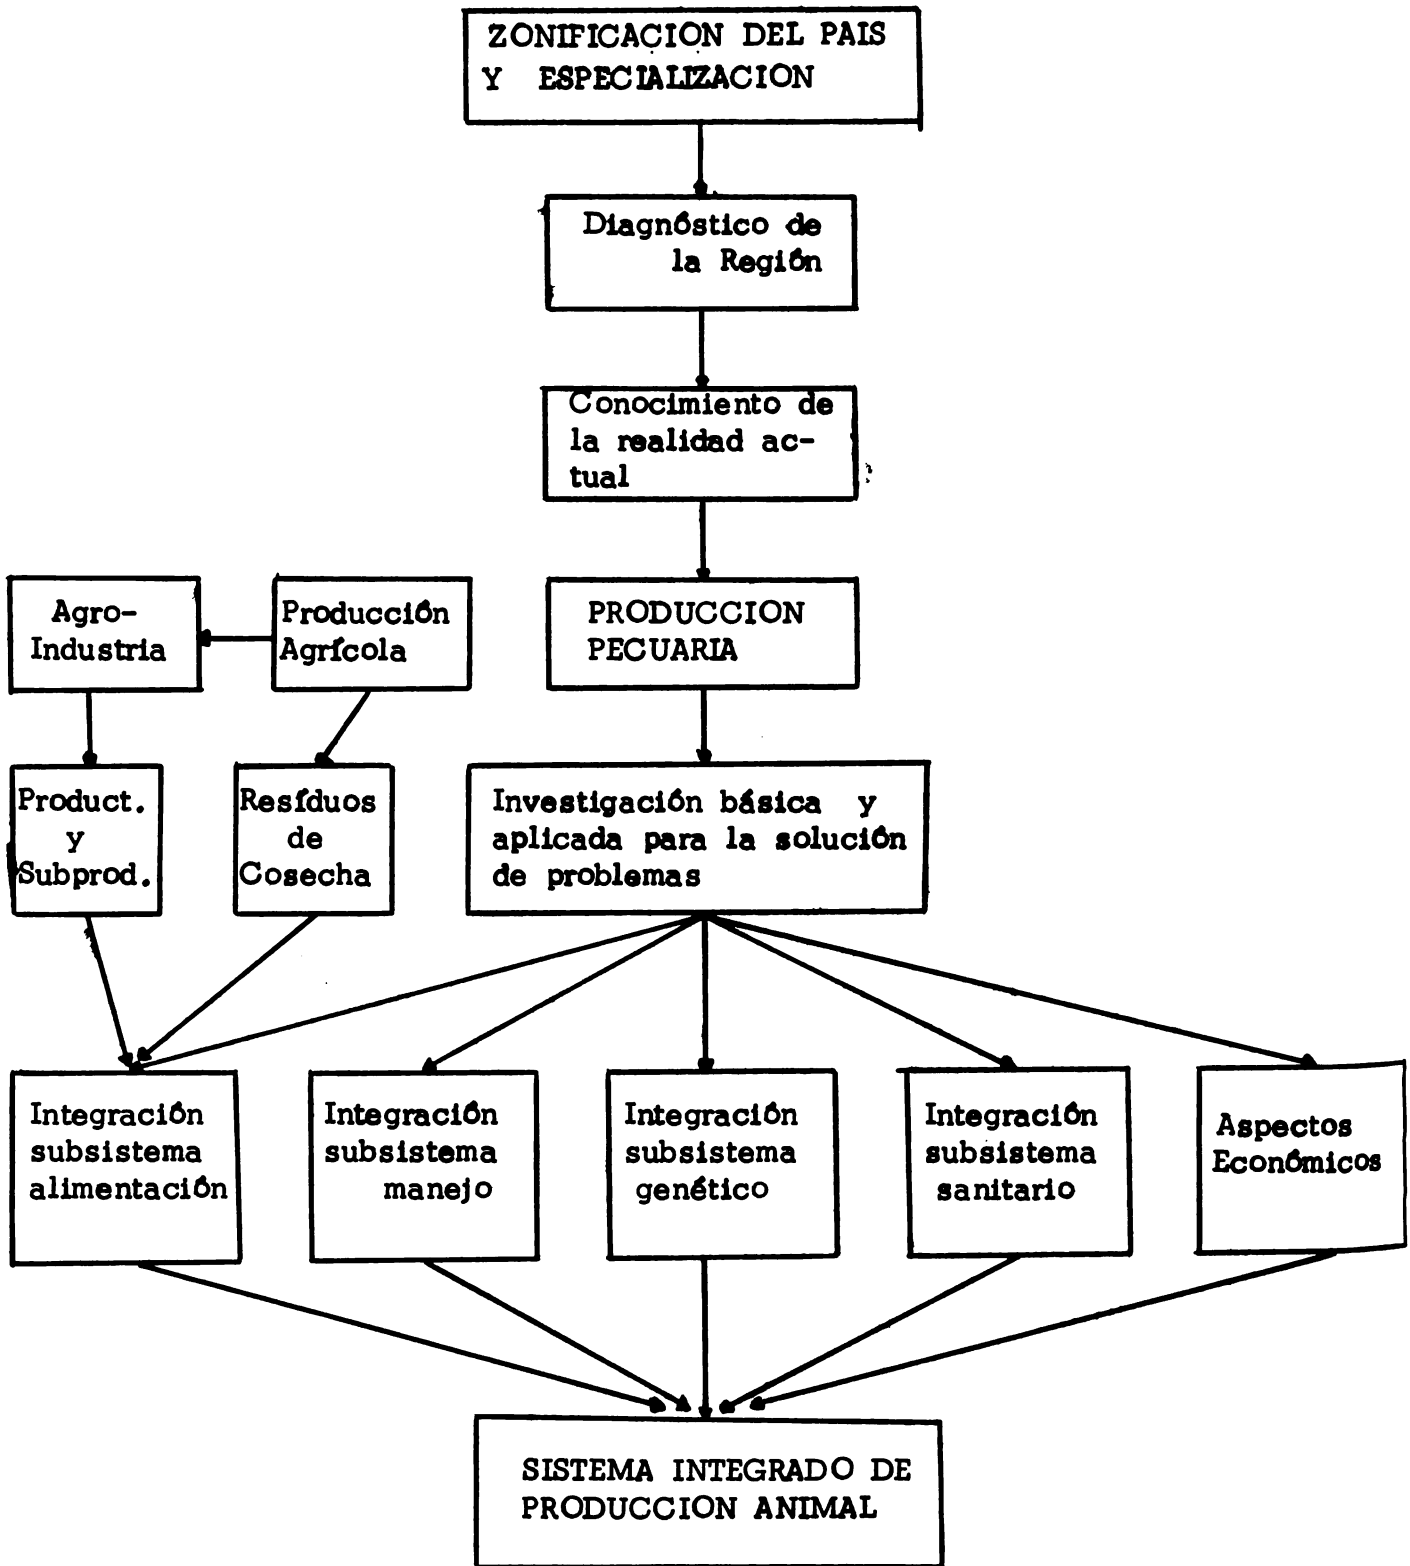 ZONIFICACION DEL PAIS
Y ESPECIALIZACION
Diagnóstico de
la Región
Conocimiento de
la realidad ac-
tual
Agro-
Industria
Producción
Agrícola
PRODUCCION
PECUARIA
Product.
y
Subprod.
Resíduos
de
Cosecha
Investigación básica y
aplicada para la solución
de problemas
Integración
subsistema
alimentación
Integración
subsistema
manejo
Integración
subsistema
genético
Integración
subsistema
sanitario
Aspectos
Económicos
SISTEMA INTEGRADO DE
PRODUCCION ANIMAL